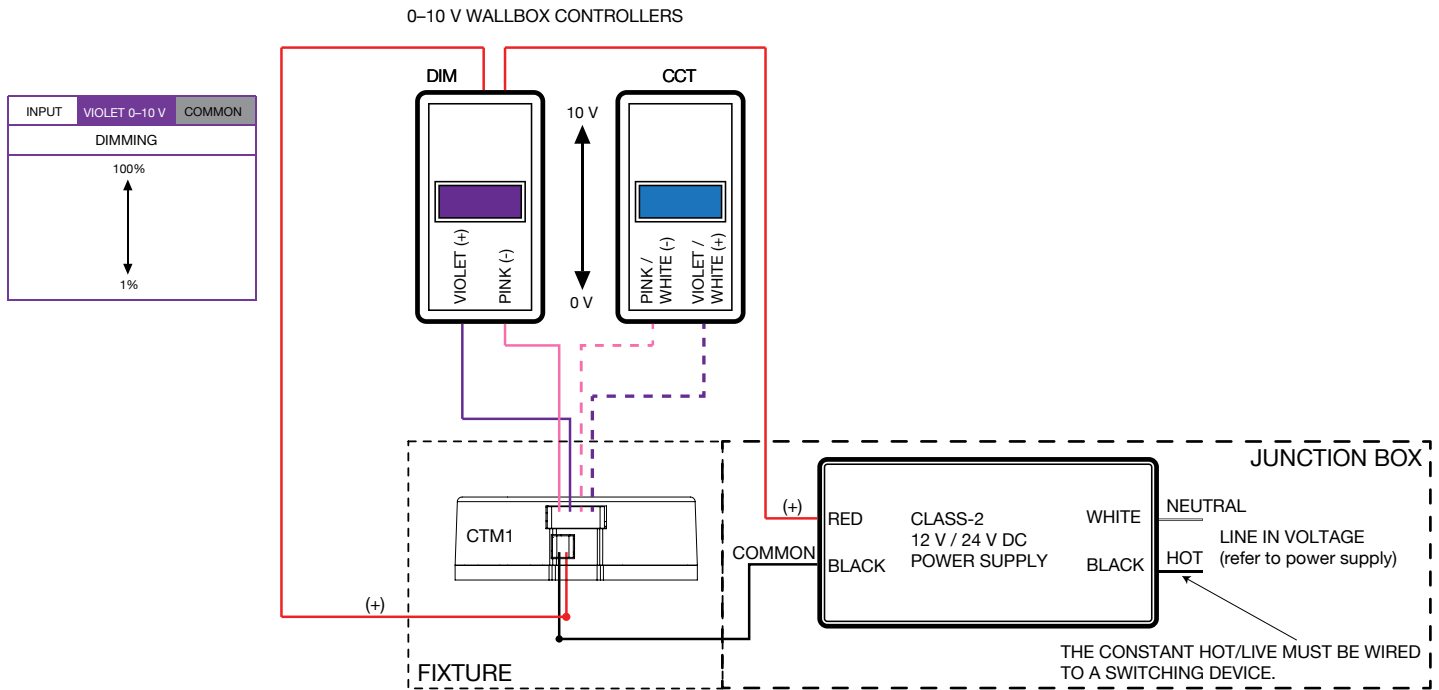 0–10 V WALLBOX CONTROLLERS
INPUT VIOLET 0–10 V COMMON
DIMMING
100%
1%
DIM
VIOLET (+)
PINK (-)
10 V
0 V
CCT
PINK /
WHITE (-)
VIOLET /
WHITE (+)
CTM1
(+)
FIXTURE
JUNCTION BOX
(+)
COMMON
RED
BLACK
CLASS-2
12 V / 24 V DC
POWER SUPPLY
WHITE
BLACK
NEUTRAL
HOT
LINE IN VOLTAGE
(refer to power supply)
THE CONSTANT HOT/LIVE MUST BE WIRED
TO A SWITCHING DEVICE.